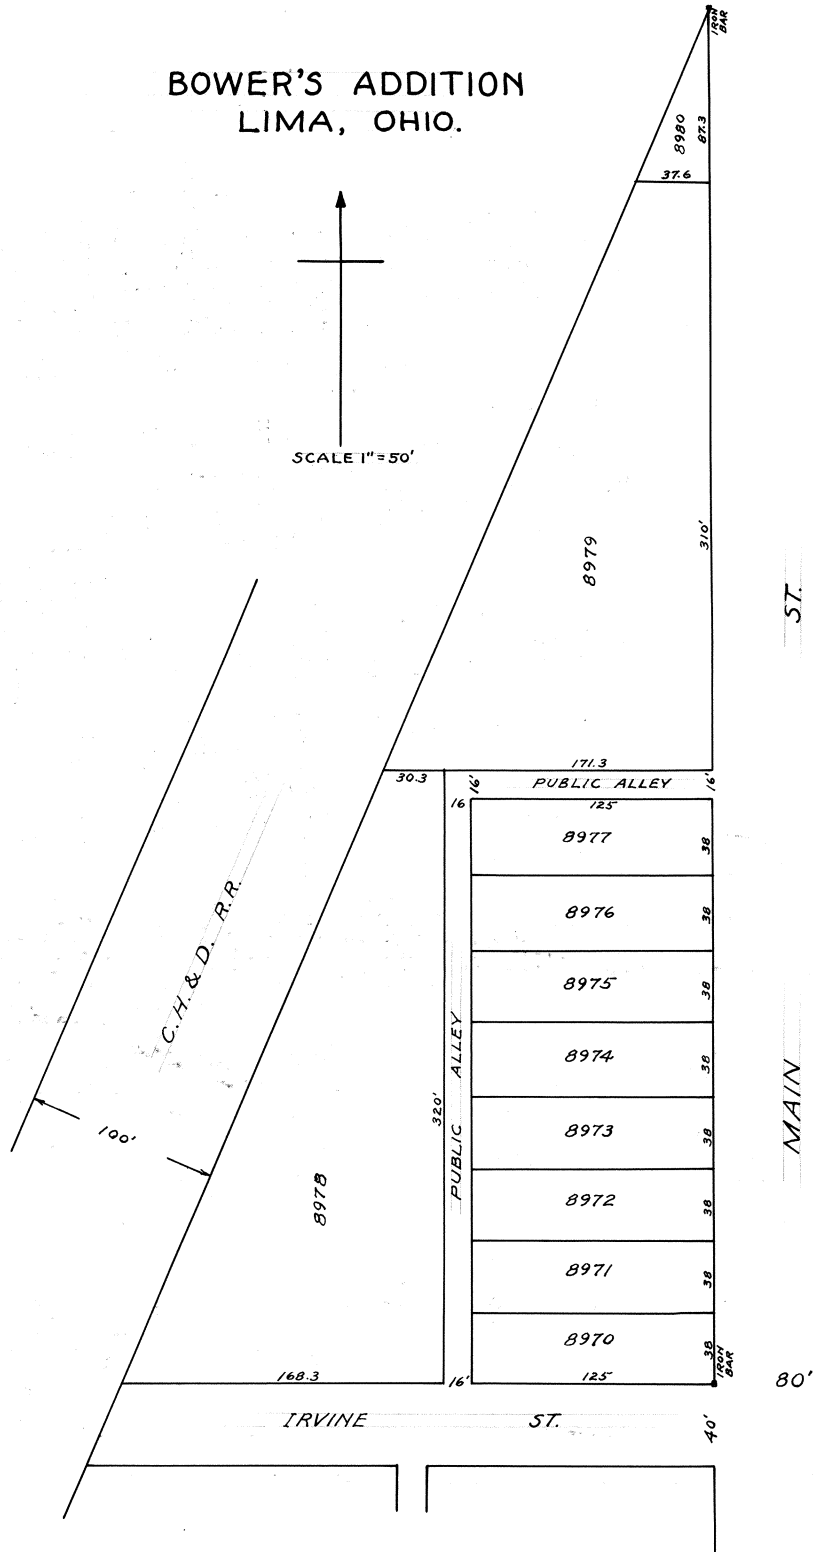 BOWER'S ADDITION
LIMA, OHIO.
IRON
BAR
8980
87.3
37.6
SCALE 1"=50'
8979
310'
ST.
171.3
30.3
16'
PUBLIC ALLEY
16'
16
125
8977
38
8976
38
C.H. & D. R.R.
8975
38
PUBLIC ALLEY
8974
38
MAIN
320'
100'
8973
38
8978
8972
38
8971
38
8970
38
IRON
BAR
168.3
16'
125
80'
IRVINE ST.
40'